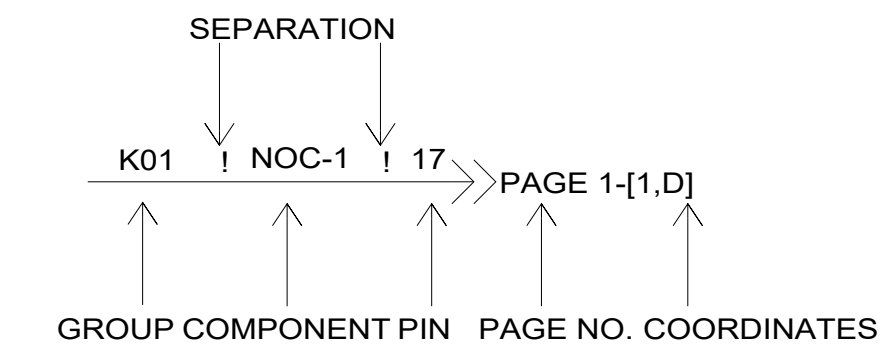 SEPARATION
K01 ! NOC-1 ! 17
PAGE 1-[1,D]
GROUP COMPONENT PIN PAGE NO. COORDINATES